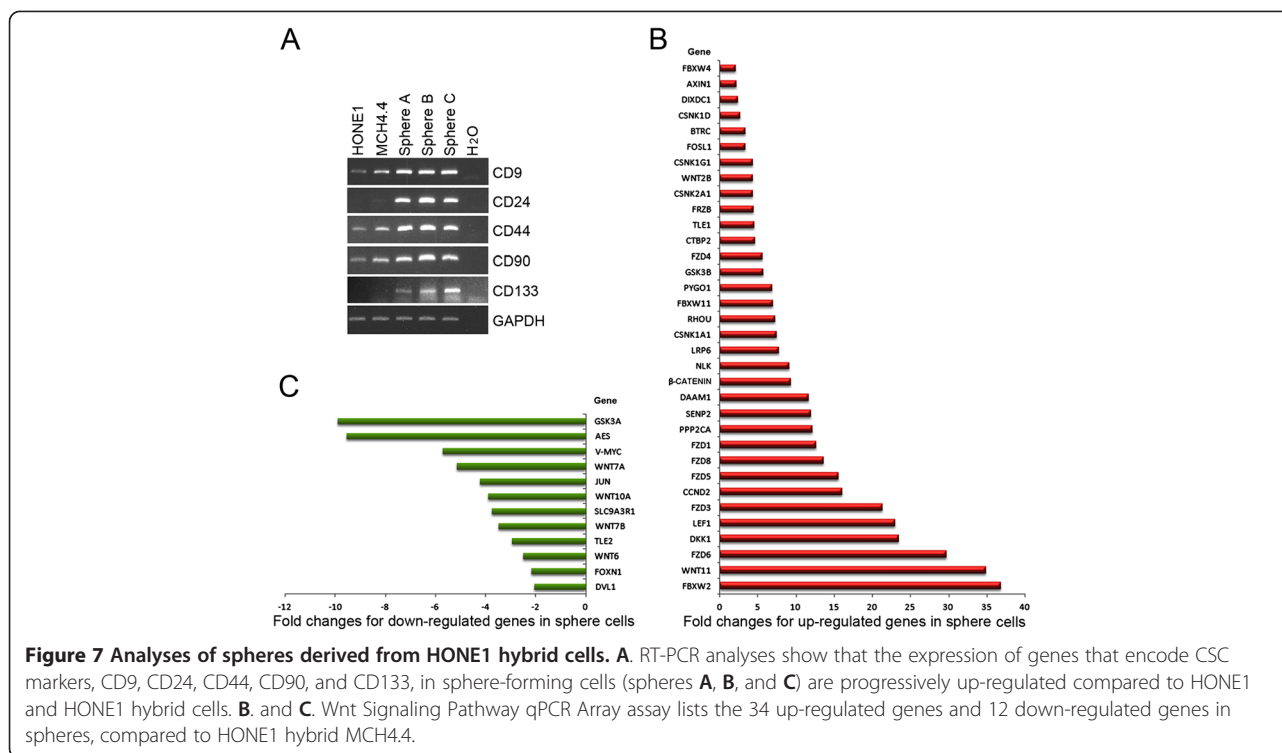 A
HONE1
MCH4.4
Sphere A
Sphere B
Sphere C
H2O
CD9
CD24
CD44
CD90
CD133
GAPDH
B
Gene
FBXW4
AXIN1
DIXDC1
CSNK1D
BTRC
FOSL1
CSNK1G1
WNT2B
CSNK2A1
FRZB
TLE1
CTBP2
FZD4
GSK3B
PYGO1
FBXW11
RHOU
CSNK1A1
LRP6
NLK
β-CATENIN
DAAM1
SENP2
PPP2CA
FZD1
FZD8
FZD5
CCND2
FZD3
LEF1
DKK1
FZD6
WNT11
FBXW2
0 5 10 15 20 25 30 35 40
Fold changes for up-regulated genes in sphere cells
C
Gene
GSK3A
AES
V-MYC
WNT7A
JUN
WNT10A
SLC9A3R1
WNT7B
TLE2
WNT6
FOXN1
DVL1
-12 -10 -8 -6 -4 -2 0
Fold changes for down-regulated genes in sphere cells
Figure 7 Analyses of spheres derived from HONE1 hybrid cells. A. RT-PCR analyses show that the expression of genes that encode CSC
markers, CD9, CD24, CD44, CD90, and CD133, in sphere-forming cells (spheres A, B, and C) are progressively up-regulated compared to HONE1
and HONE1 hybrid cells. B. and C. Wnt Signaling Pathway qPCR Array assay lists the 34 up-regulated genes and 12 down-regulated genes in
spheres, compared to HONE1 hybrid MCH4.4.